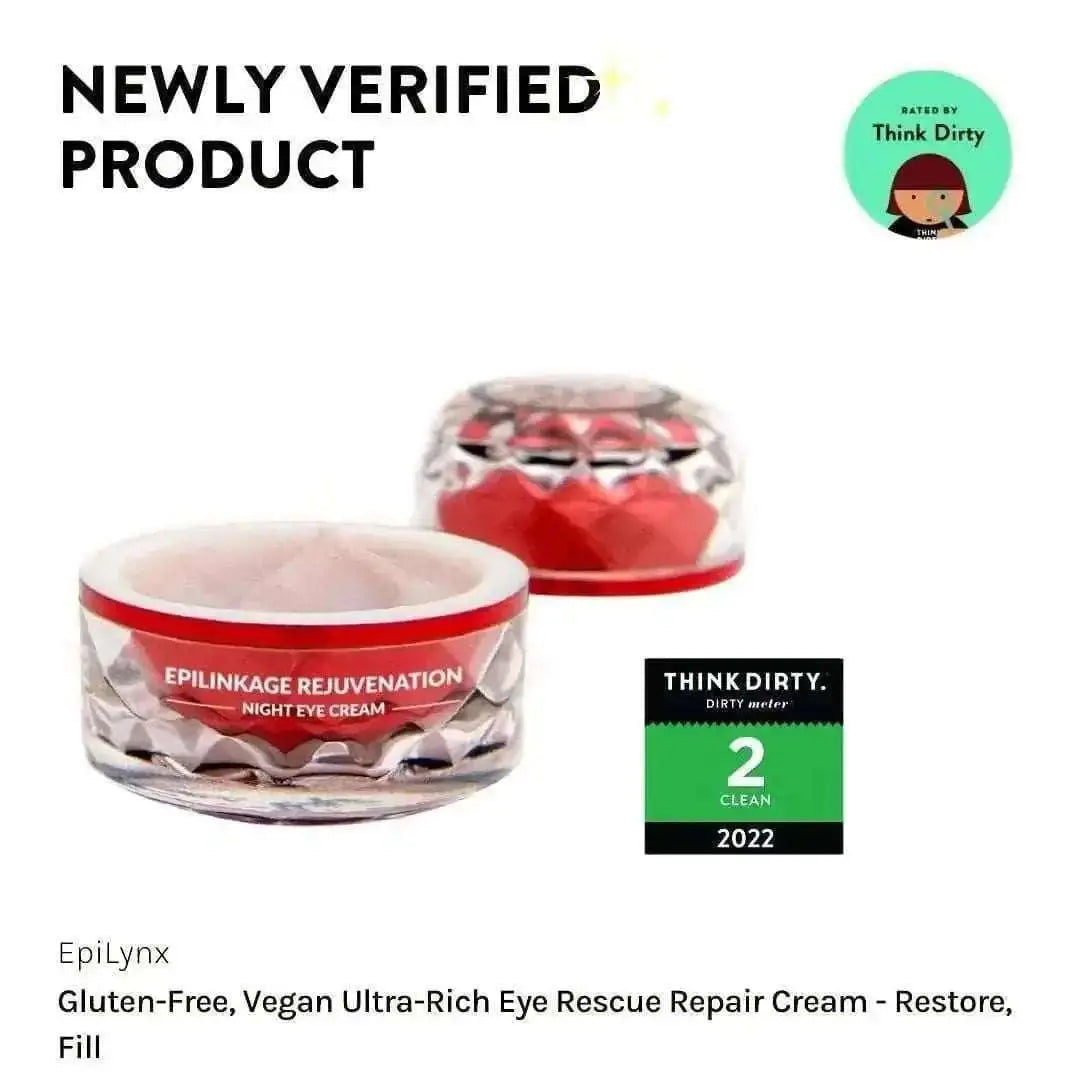 NEWLY VERIFIED
PRODUCT
RATED BY
Think Dirty
THINK DIRTY.
DIRTY meter
2
CLEAN
2022
EPILINKAGE REJUVENATION
NIGHT EYE CREAM
EpiLynx
Gluten-Free, Vegan Ultra-Rich Eye Rescue Repair Cream - Restore,
Fill